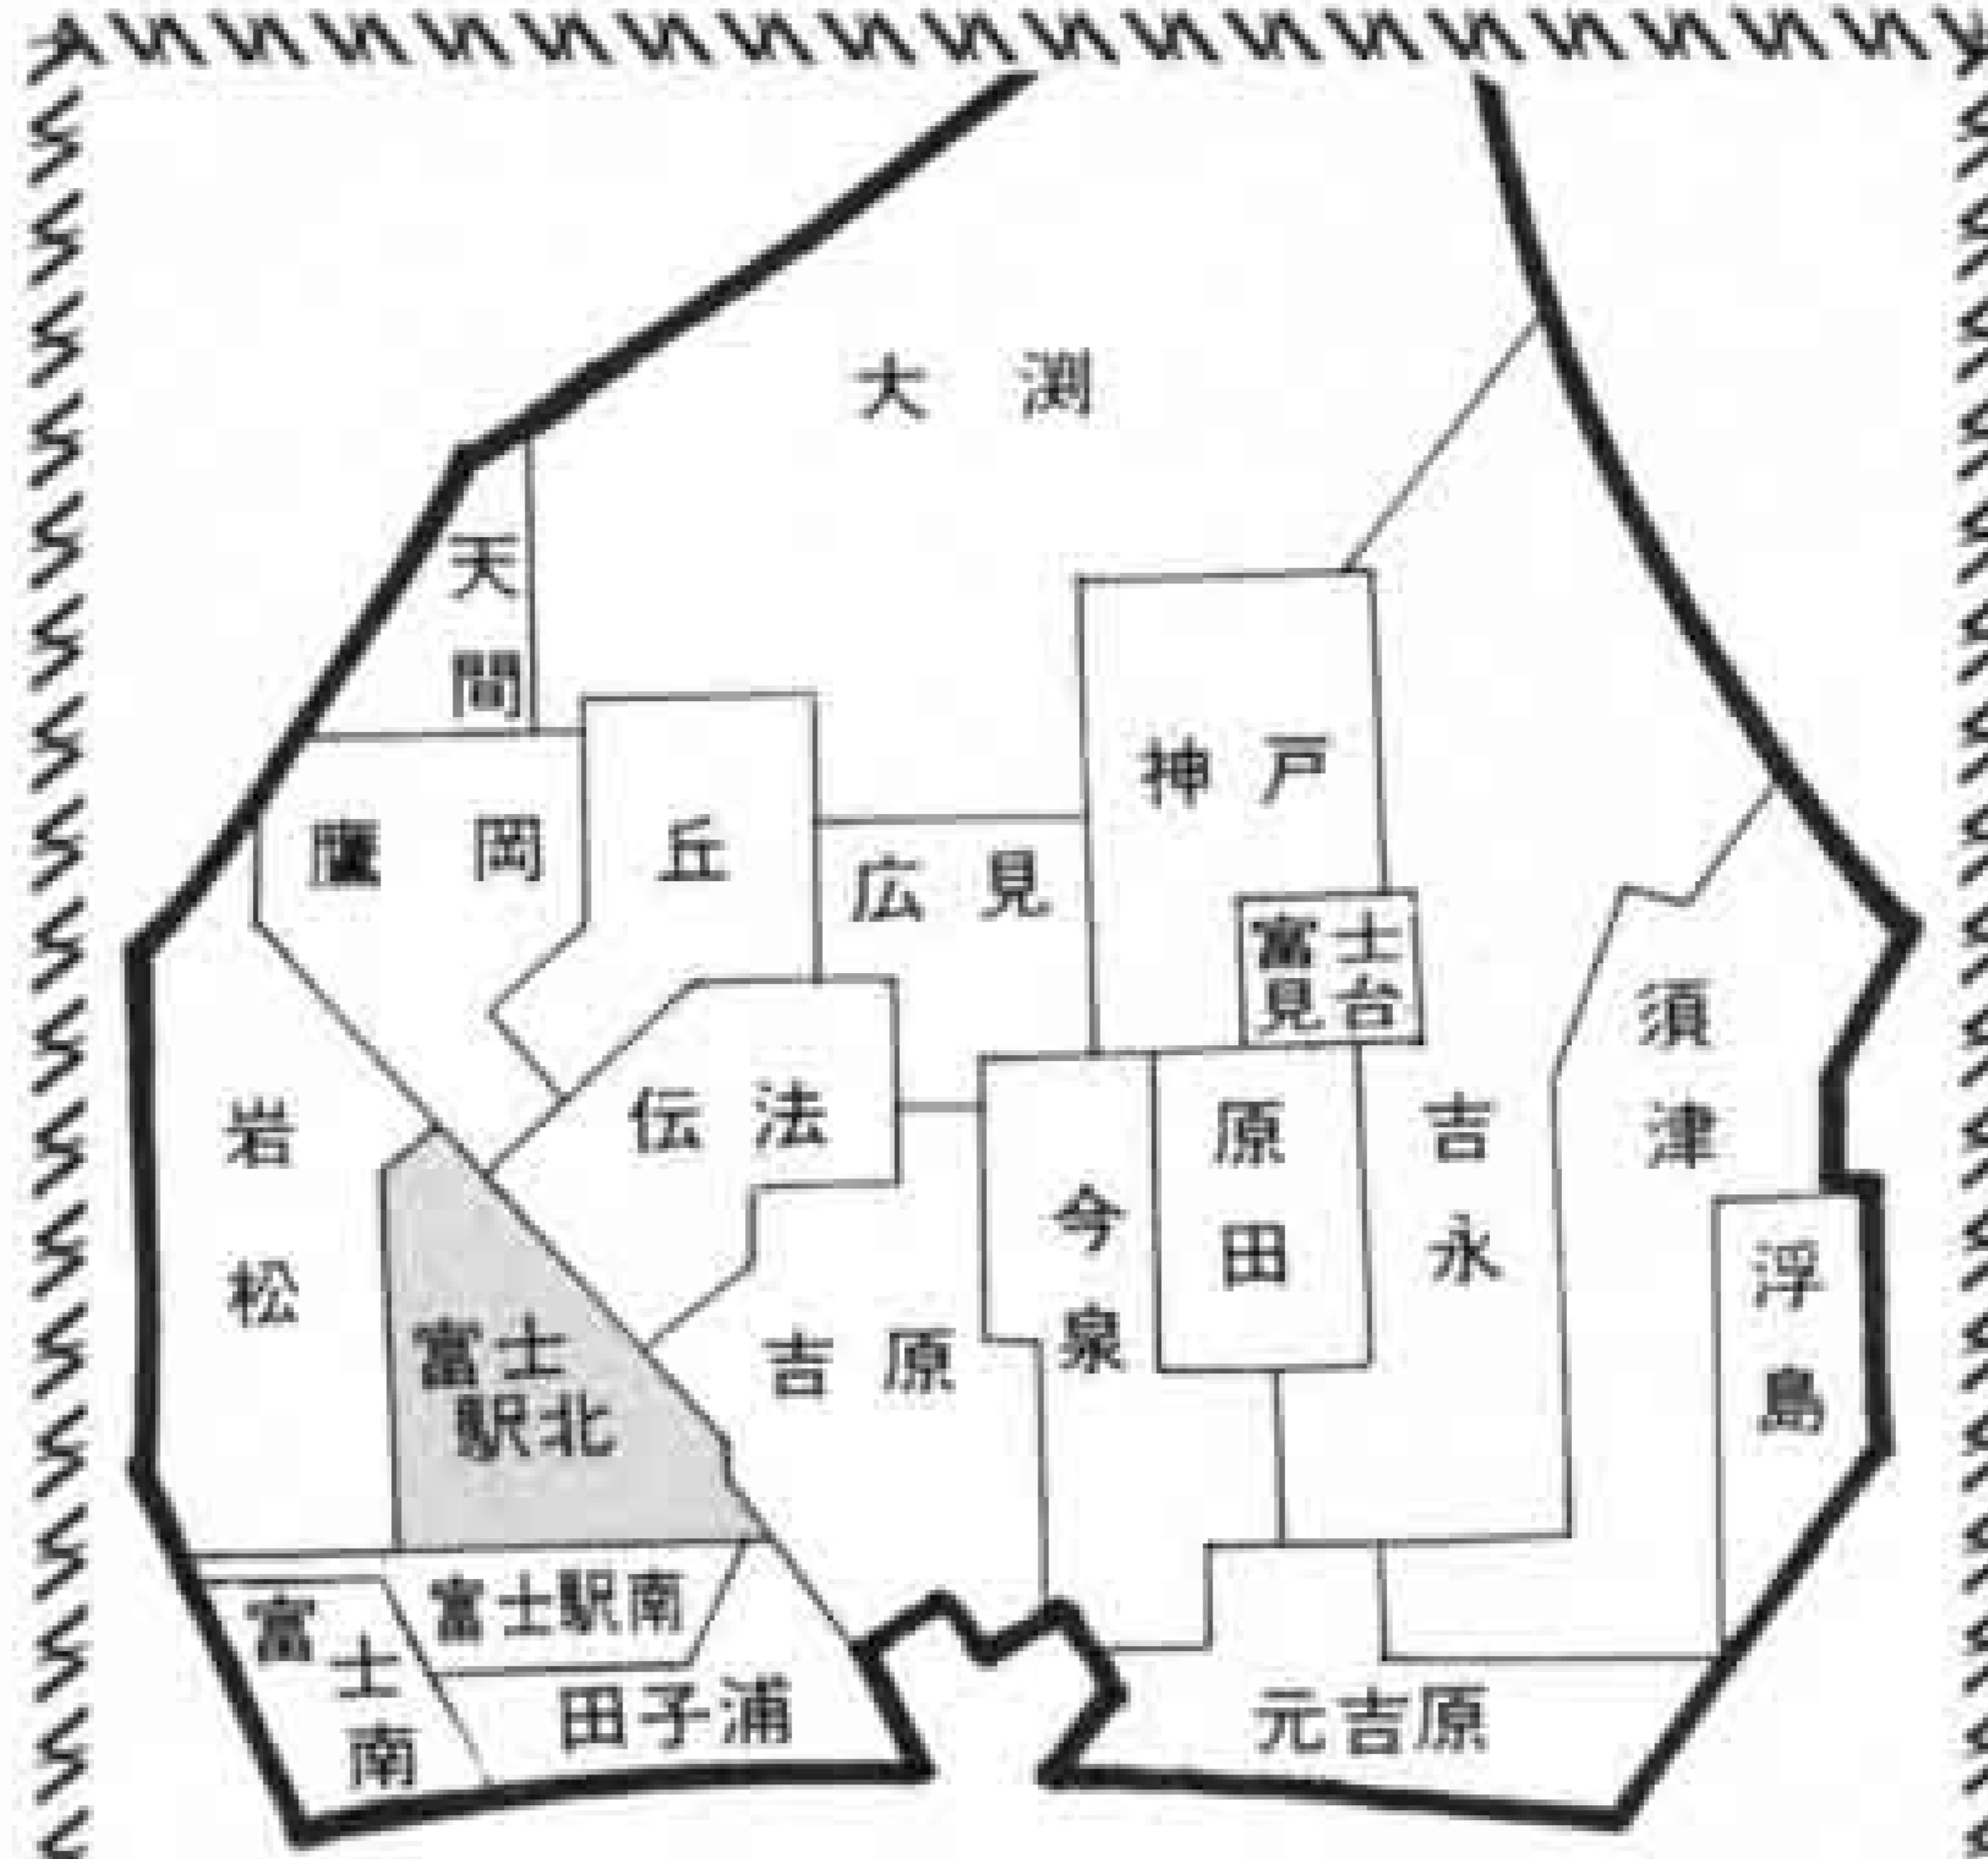 大渕
天間
神戸
鷹岡
丘
広見
富士
見台
須津
岩松
伝法
原田
吉永
今泉
浮島
富士
駅北
吉原
富士駅南
富士南
田子浦
元吉原